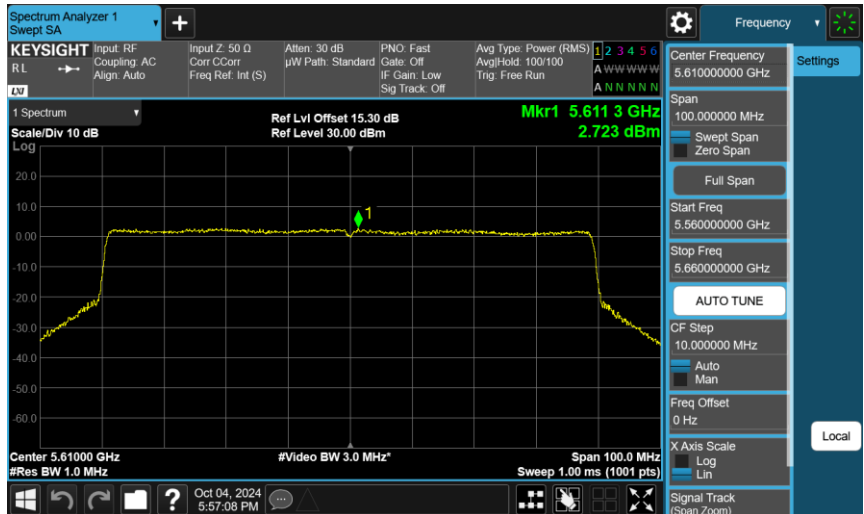 Spectrum Analyzer 1
Swept SA
+
Frequency
KEYSIGHT
RL
LXI
Input: RF
Coupling: AC
Align: Auto
Input Z: 50 Ω
Corr CCorr
Freq Ref: Int (S)
Atten: 30 dB
µW Path: Standard
PNO: Fast
Gate: Off
IF Gain: Low
Sig Track: Off
Avg Type: Power (RMS)
Avg|Hold: 100/100
Trig: Free Run
1 2 3 4 5 6
A W W W W W
A N N N N N
1 Spectrum
Scale/Div 10 dB
Log
Ref Lvl Offset 15.30 dB
Ref Level 30.00 dBm
Mkr1 5.611 3 GHz
2.723 dBm
20.0
10.0
0.00
-10.0
-20.0
-30.0
-40.0
-50.0
-60.0
1
Center 5.61000 GHz
#Res BW 1.0 MHz
#Video BW 3.0 MHz*
Span 100.0 MHz
Sweep 1.00 ms (1001 pts)
?
Oct 04, 2024
5:57:08 PM
Center Frequency
5.610000000 GHz
Span
100.000000 MHz
Swept Span
Zero Span
Full Span
Start Freq
5.560000000 GHz
Stop Freq
5.660000000 GHz
AUTO TUNE
CF Step
10.000000 MHz
Auto
Man
Freq Offset
0 Hz
X Axis Scale
Log
Lin
Signal Track
(Span Zoom)
Settings
Local